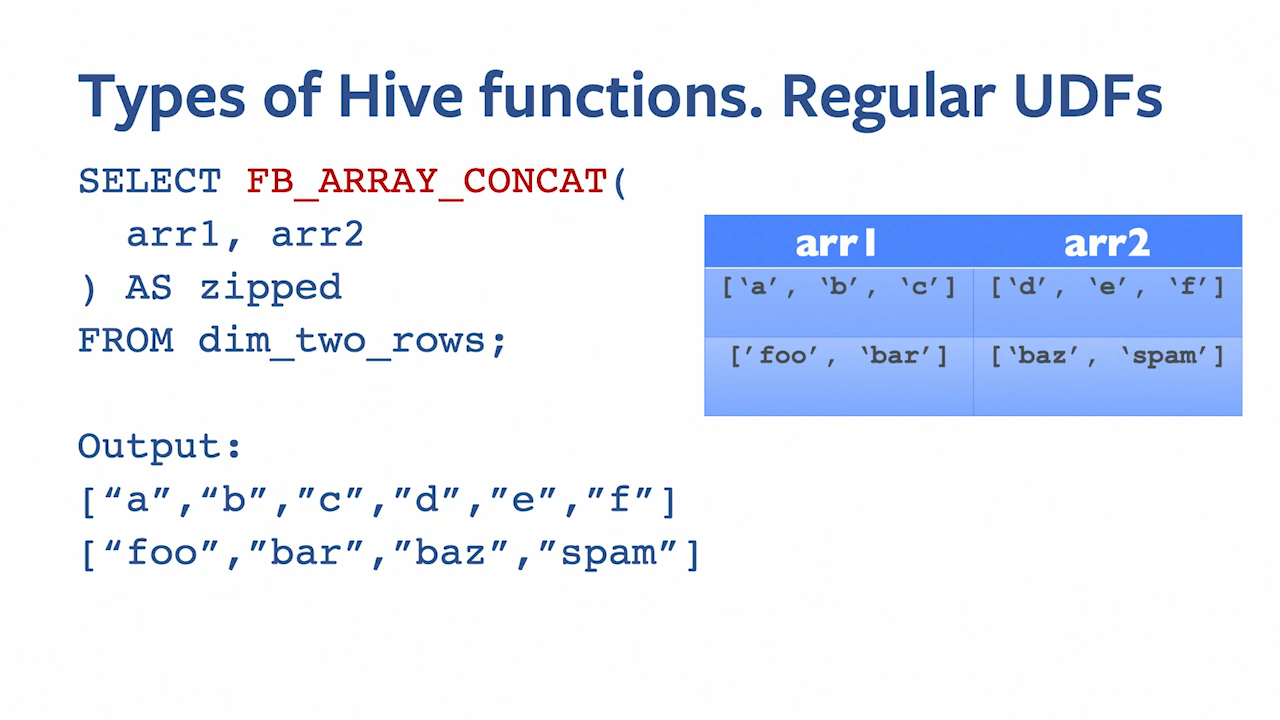 Types of Hive functions. Regular UDFs
SELECT FB_ARRAY_CONCAT(
arr1, arr2
) AS zipped
FROM dim_two_rows;
Output:
[“a”,“b”,”c”,”d”,”e”,”f”]
[“foo”,”bar”,”baz”,”spam”]
arr1 arr2
[‘a’, ‘b’, ‘c’] [‘d’, ‘e’, ‘f’]
[’foo’, ‘bar’] [‘baz’, ‘spam’]